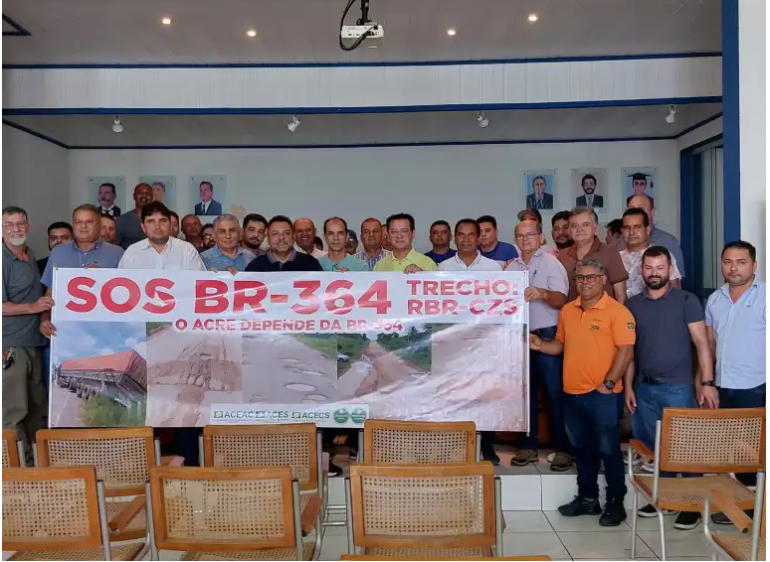 SOS BR-364
TRECHO:
RBR-CZS
O ACRE DEPENDE DA BR-364
ACEAC ACES ACECS